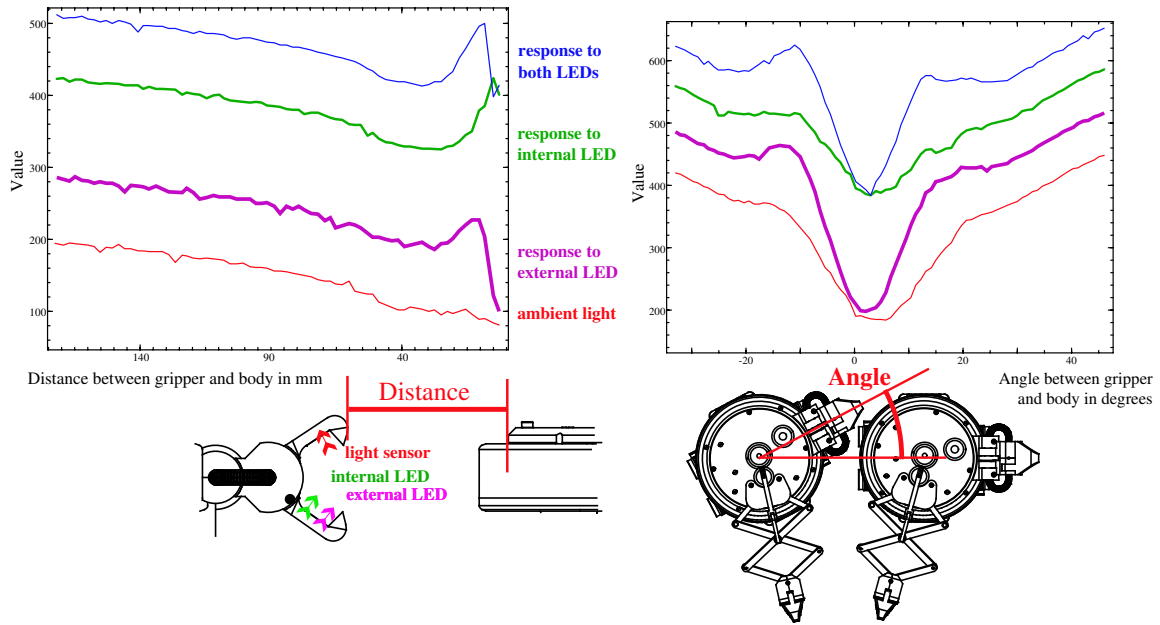 500
400
300
200
100
Value
140
90
40
Distance between gripper and body in mm
response to
both LEDs
response to
internal LED
response to
external LED
ambient light
600
500
400
300
200
Value
-20
0
20
40
Angle between gripper
and body in degrees
Distance
light sensor
internal LED
external LED
Angle